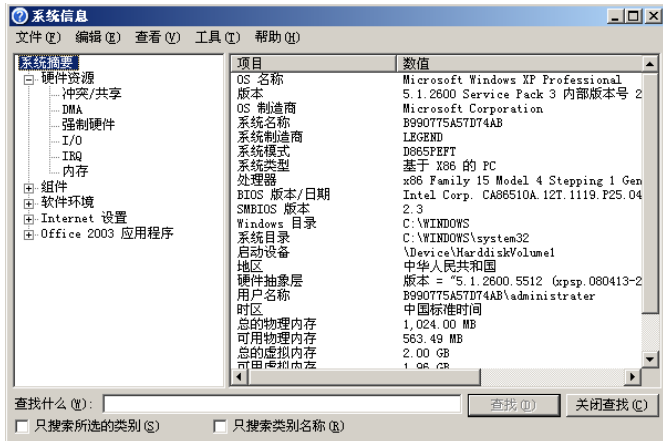 系统信息
文件(F) 编辑(E) 查看(V) 工具(T) 帮助(H)
系统摘要
硬件资源
冲突/共享
DMA
强制硬件
I/O
IRQ
内存
组件
软件环境
Internet 设置
Office 2003 应用程序
项目 数值
OS 名称 Microsoft Windows XP Professional
版本 5.1.2600 Service Pack 3 内部版本号 2
OS 制造商 Microsoft Corporation
系统名称 B990775A57D74AB
系统制造商 LEGEND
系统模式 D865PEFT
系统类型 基于 X86 的 PC
处理器 x86 Family 15 Model 4 Stepping 1 Gen
BIOS 版本/日期 Intel Corp. CA86510A.12T.1119.P25.04
SMBIOS 版本 2.3
Windows 目录 C:\WINDOWS
系统目录 C:\WINDOWS\system32
启动设备 \Device\HarddiskVolume1
地区 中华人民共和国
硬件抽象层 版本 = "5.1.2600.5512 (xpsp.080413-2
用户名称 B990775A57D74AB\administrater
时区 中国标准时间
总的物理内存 1,024.00 MB
可用物理内存 563.49 MB
总的虚拟内存 2.00 GB
可用虚拟内存 1.96 GB
查找什么(W): 查找(D) 关闭查找(C)
只搜索所选的类别(S) 只搜索类别名称(R)